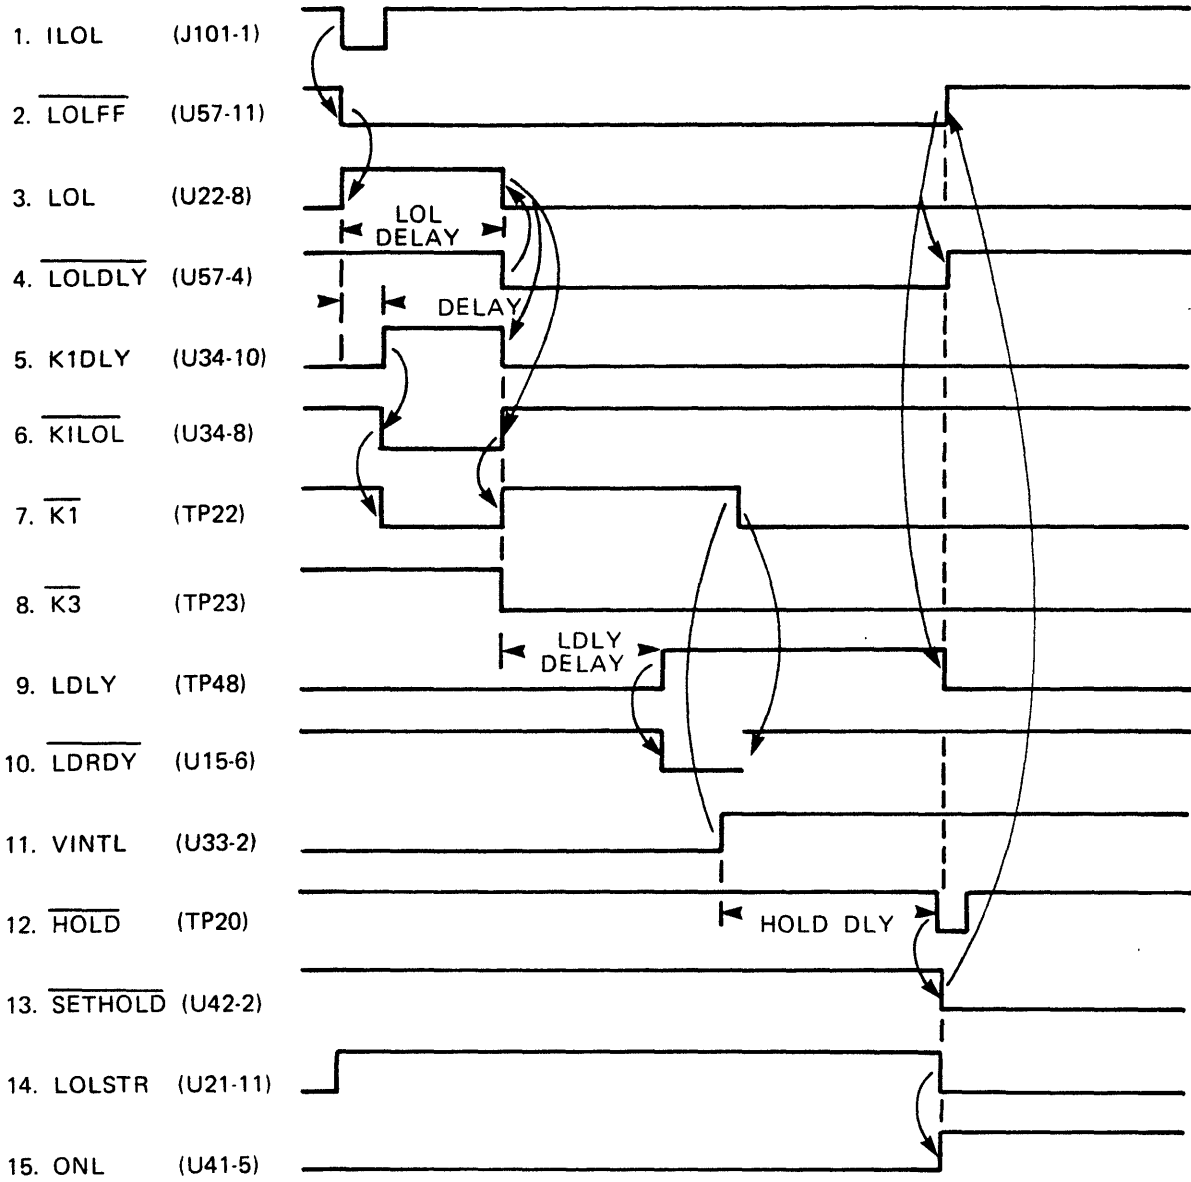 1. ILOL (J101-1)
2. LOLFF (U57-11)
3. LOL (U22-8)
LOL
DELAY
4. LOLDLY (U57-4)
DELAY
5. K1DLY (U34-10)
6. KILOL (U34-8)
7. K1 (TP22)
8. K3 (TP23)
LDLY
DELAY
9. LDLY (TP48)
10. LDRDY (U15-6)
11. VINTL (U33-2)
12. HOLD (TP20)
HOLD DLY
13. SETHOLD (U42-2)
14. LOLSTR (U21-11)
15. ONL (U41-5)